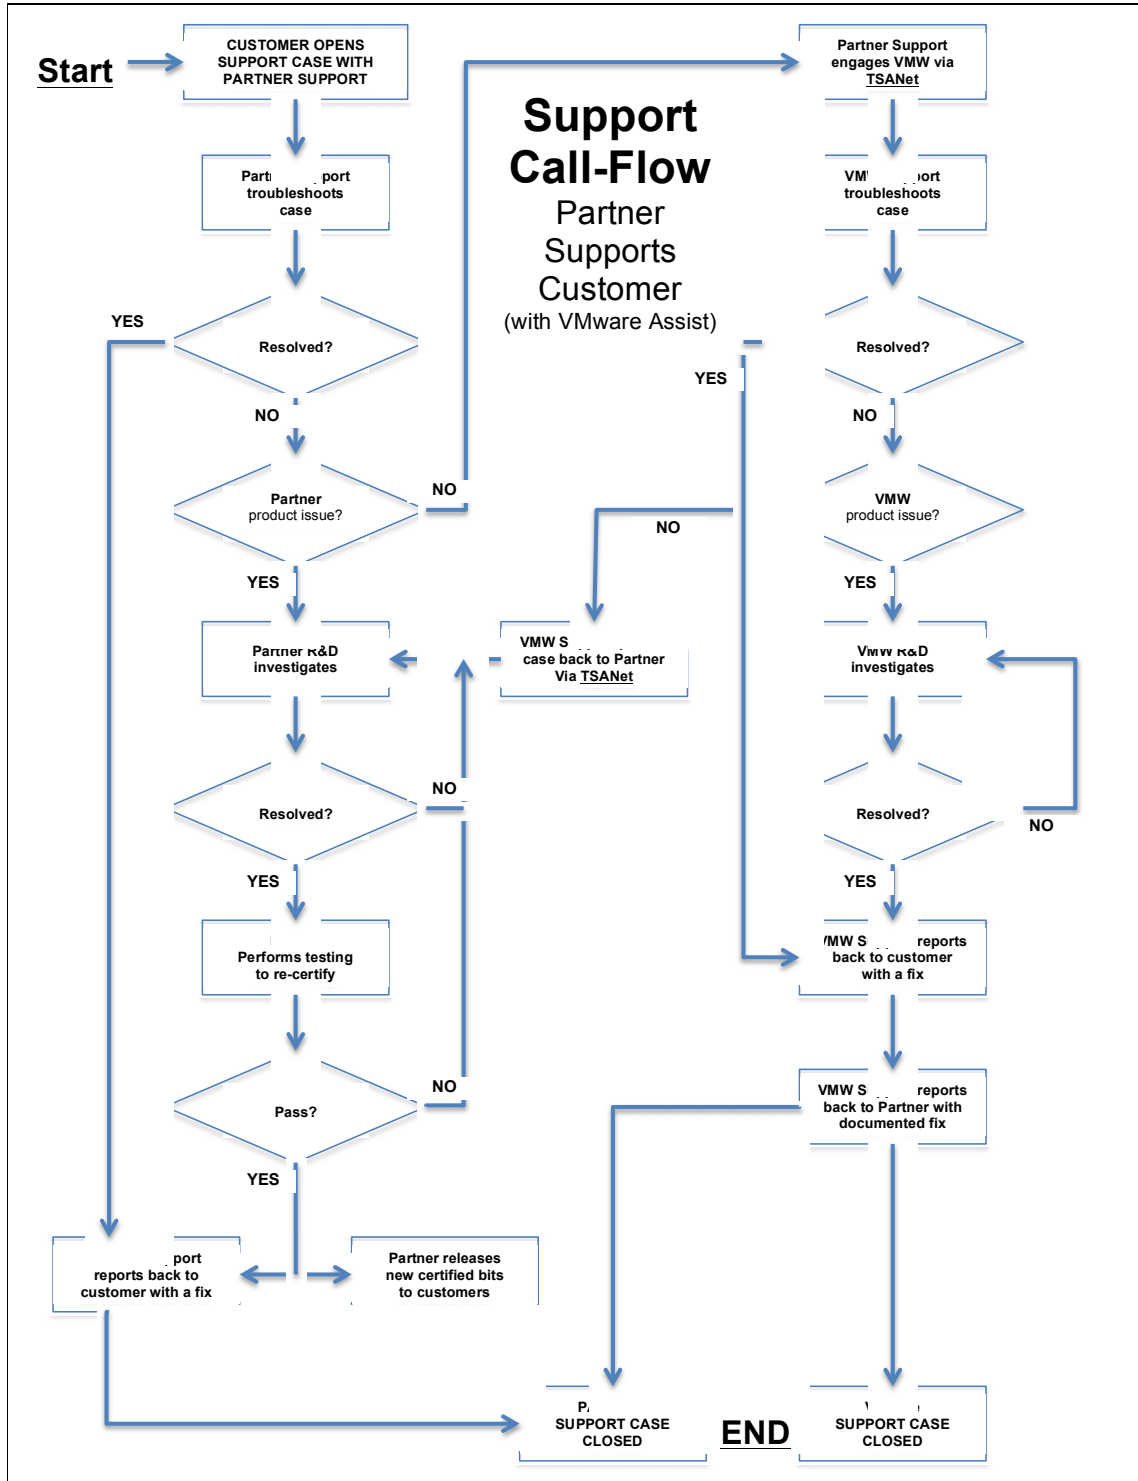 Start
CUSTOMER OPENS
SUPPORT CASE WITH
PARTNER SUPPORT
Partner Support
engages VMW via
TSANet
Support
Call-Flow
Partner
Supports
Customer
(with VMware Assist)
troubleshoots
case
troubleshoots
case
YES
Resolved?
NO
Resolved?
YES
NO
Partner
product issue?
NO
VMW
product issue?
NO
YES
YES
Partner R&D
investigates
VMW
case back to Partner
Via TSANet
VMW R&D
investigates
Resolved?
NO
Resolved?
NO
YES
YES
Performs testing
to re-certify
VMW reports
back to customer
with a fix
Pass?
NO
VMW reports
back to Partner with
documented fix
YES
reports back to
customer with a fix
Partner releases
new certified bits
to customers
SUPPORT CASE
CLOSED
END
SUPPORT CASE
CLOSED